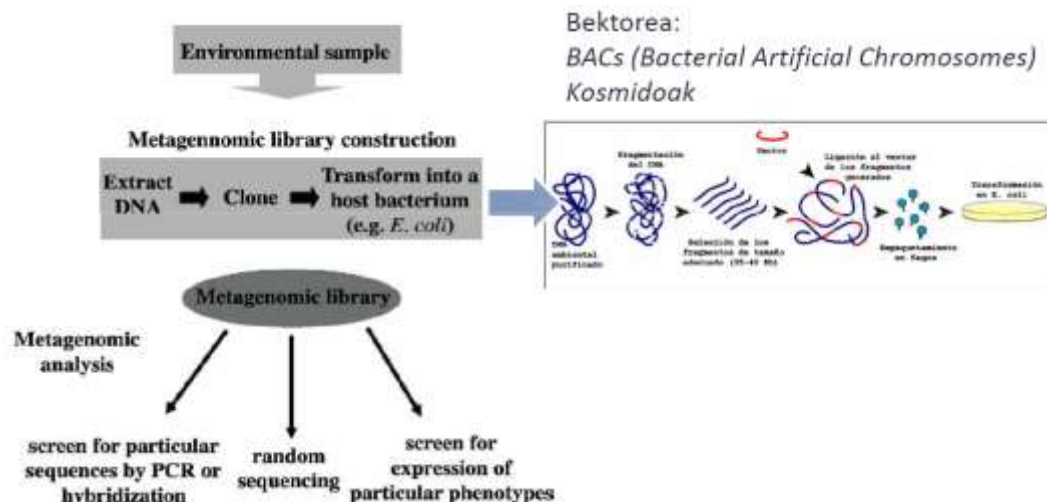 Environmental sample
Metagennomic library construction
Extract
DNA
Clone
Transform into a
host bacterium
(e.g. E. coli)
Metagenomic library
Metagenomic
analysis
screen for particular
sequences by PCR or
hybridization
random
sequencing
screen for
expression of
particular phenotypes
Bektorea:
BACs (Bacterial Artificial Chromosomes)
Kosmidoak
DNA
ambiental
purificado
Fragmentación
del DNA
Selección de los
fragmentos de tamaño
adecuado
Vector
Ligación al vector
de los fragmentos
generados
Empaquetamiento
en fagos
Transformación
en E. coli